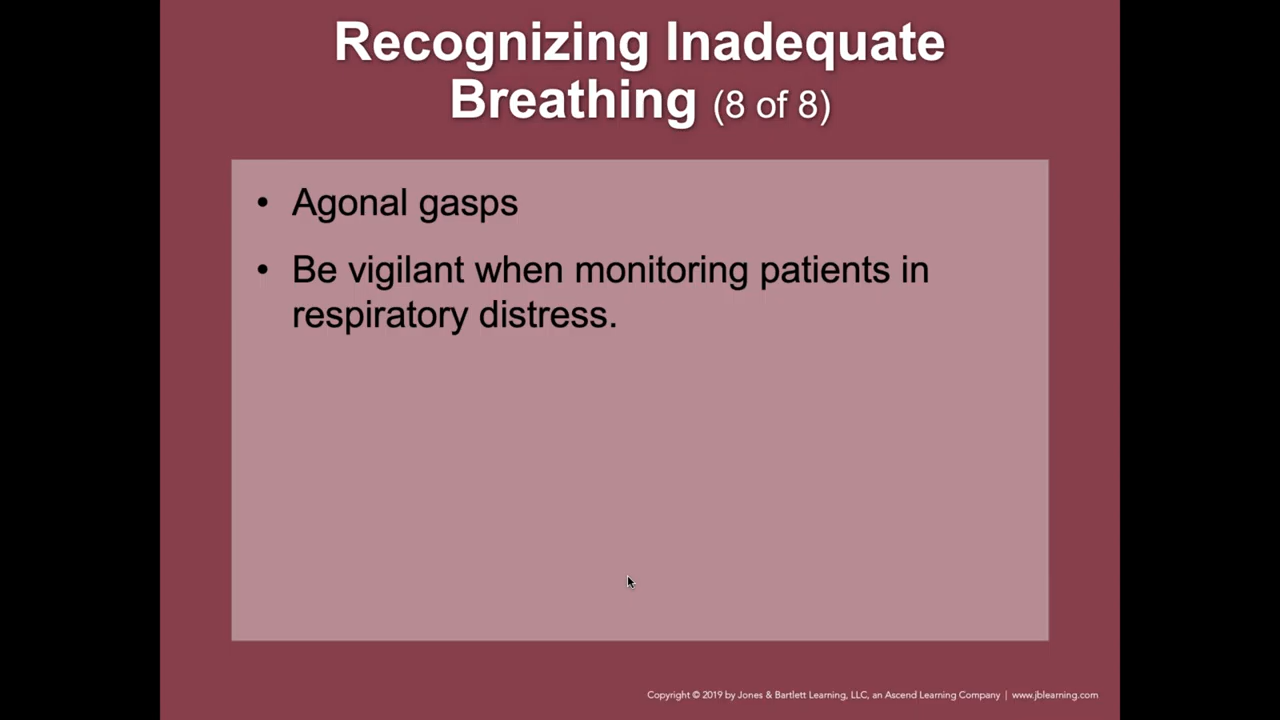 Recognizing Inadequate
Breathing (8 of 8)
• Agonal gasps
• Be vigilant when monitoring patients in
respiratory distress.
Copyright © 2019 by Jones & Bartlett Learning, LLC, an Ascend Learning Company | www.jblearning.com